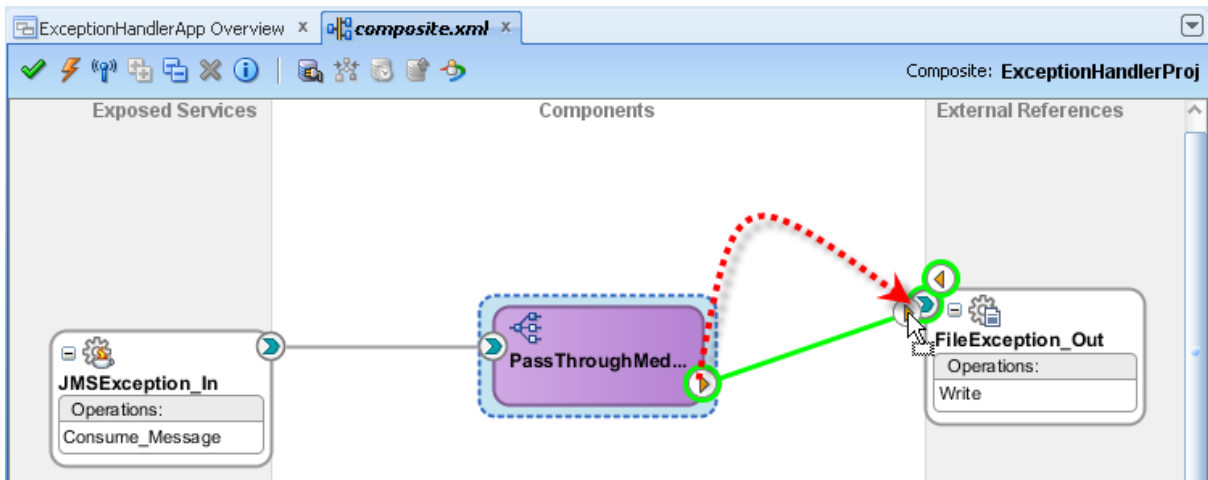 ExceptionHandlerApp Overview
composite.xml
Composite: ExceptionHandlerProj
Exposed Services
Components
External References
JMSException_In
Operations:
Consume_Message
PassThroughMed...
FileException_Out
Operations:
Write